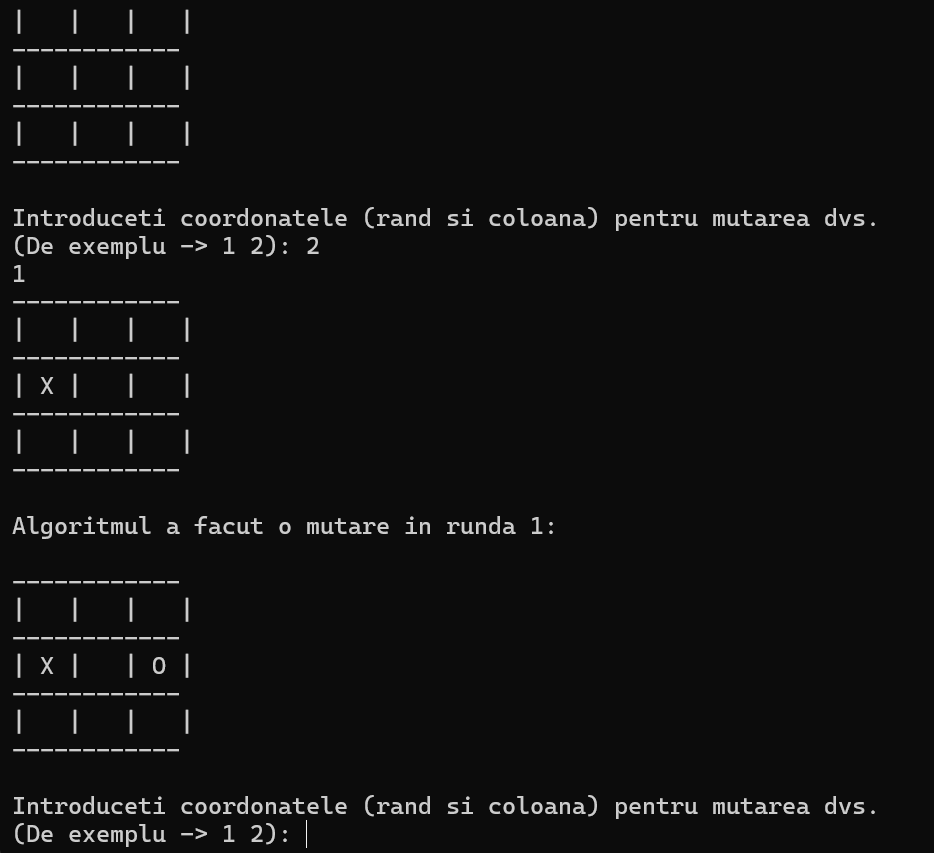 |   |   |   |
------------
|   |   |   |
------------
|   |   |   |
------------
Introduceti coordonatele (rand si coloana) pentru mutarea dvs.
(De exemplu -> 1 2): 2
1
------------
|   |   |   |
------------
| X |   |   |
------------
|   |   |   |
------------
Algoritmul a facut o mutare in runda 1:
------------
|   |   |   |
------------
| X |   | O |
------------
|   |   |   |
------------
Introduceti coordonatele (rand si coloana) pentru mutarea dvs.
(De exemplu -> 1 2):